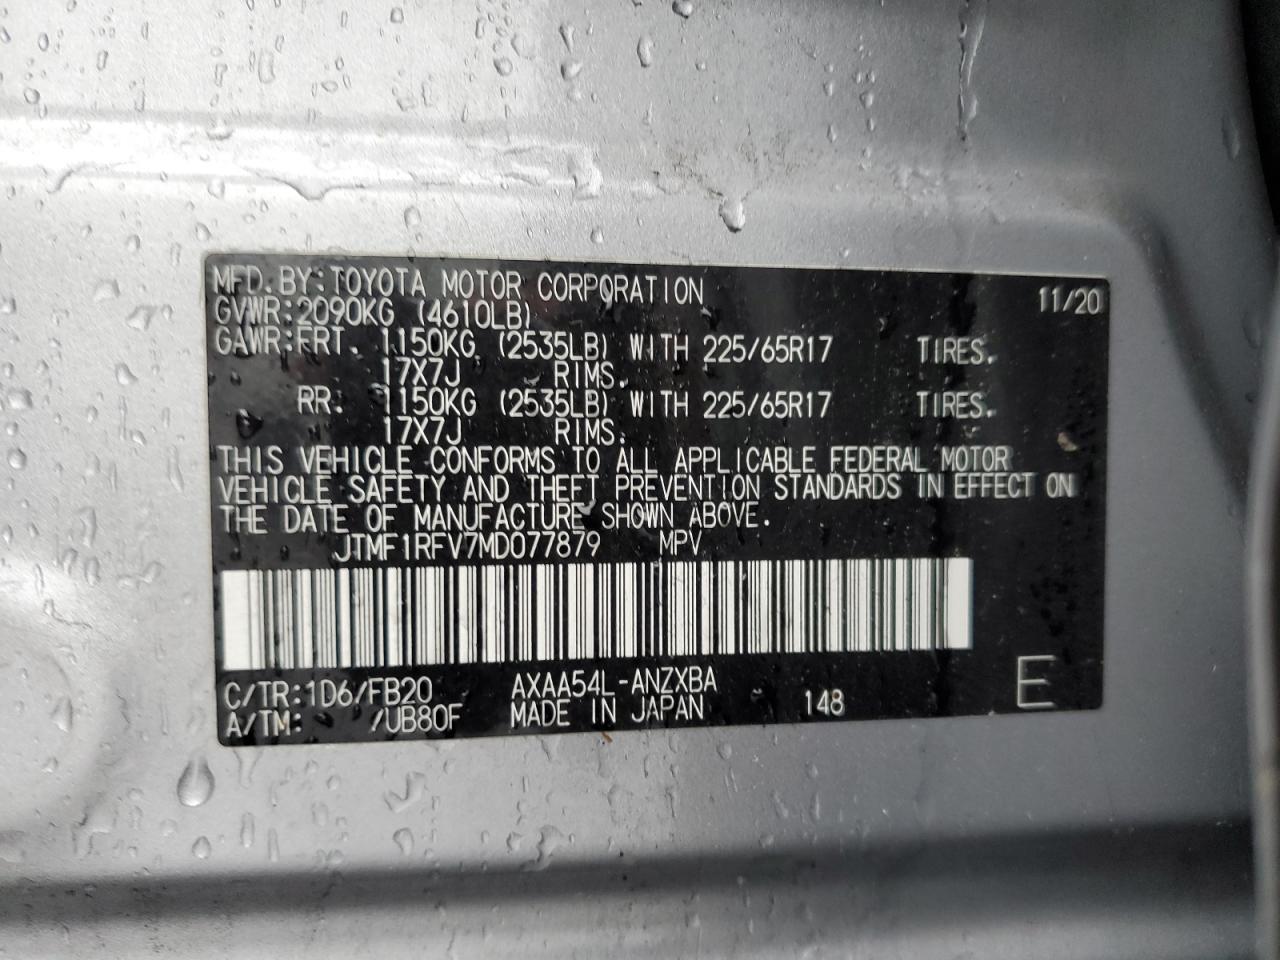 MFD.BY:TOYOTA MOTOR CORPORATION 11/20
GVWR:2090KG (4610LB)
GAWR:FRT. 1150KG (2535LB) WITH 225/65R17 TIRES.
17X7J RIMS.
RR: 1150KG (2535LB) WITH 225/65R17 TIRES.
17X7J RIMS.
THIS VEHICLE CONFORMS TO ALL APPLICABLE FEDERAL MOTOR
VEHICLE SAFETY AND THEFT PREVENTION STANDARDS IN EFFECT ON
THE DATE OF MANUFACTURE SHOWN ABOVE.
JTMF1RFV7MD077879 MPV
C/TR:1D6/FB20 AXAA54L-ANZXBA
A/TM: /UB80F MADE IN JAPAN 148 E